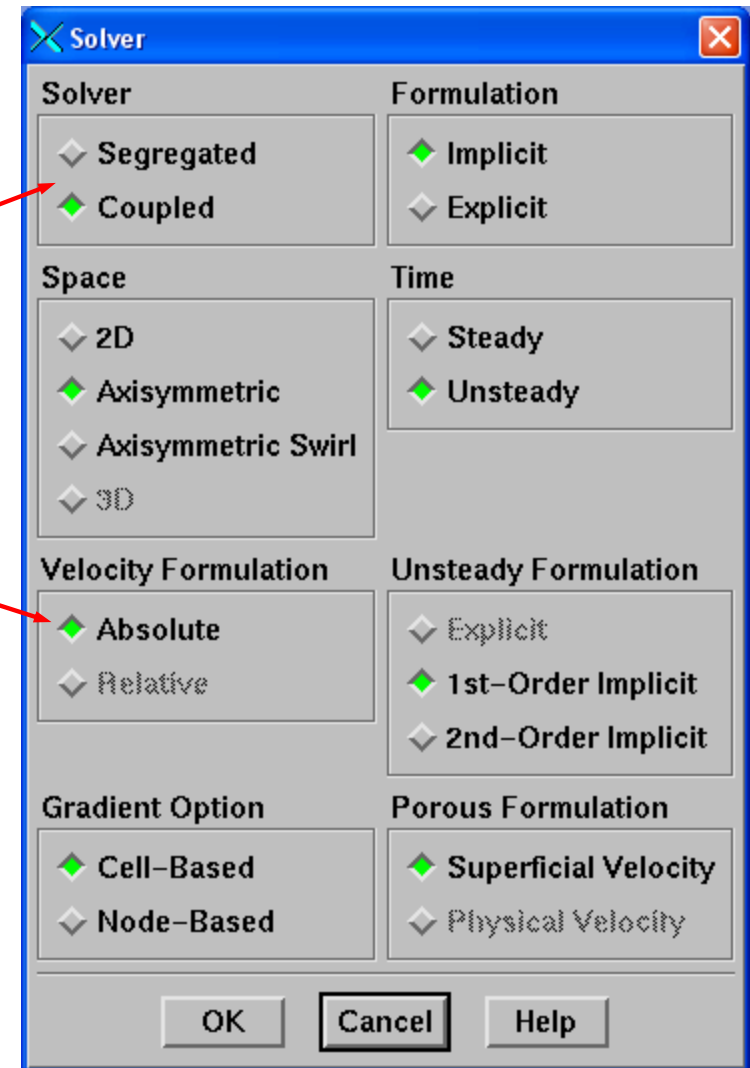 Solver
Solver
Segregated
Coupled
Formulation
Implicit
Explicit
Space
2D
Axisymmetric
Axisymmetric Swirl
3D
Time
Steady
Unsteady
Velocity Formulation
Absolute
Relative
Unsteady Formulation
Explicit
1st-Order Implicit
2nd-Order Implicit
Gradient Option
Cell-Based
Node-Based
Porous Formulation
Superficial Velocity
Physical Velocity
OK
Cancel
Help